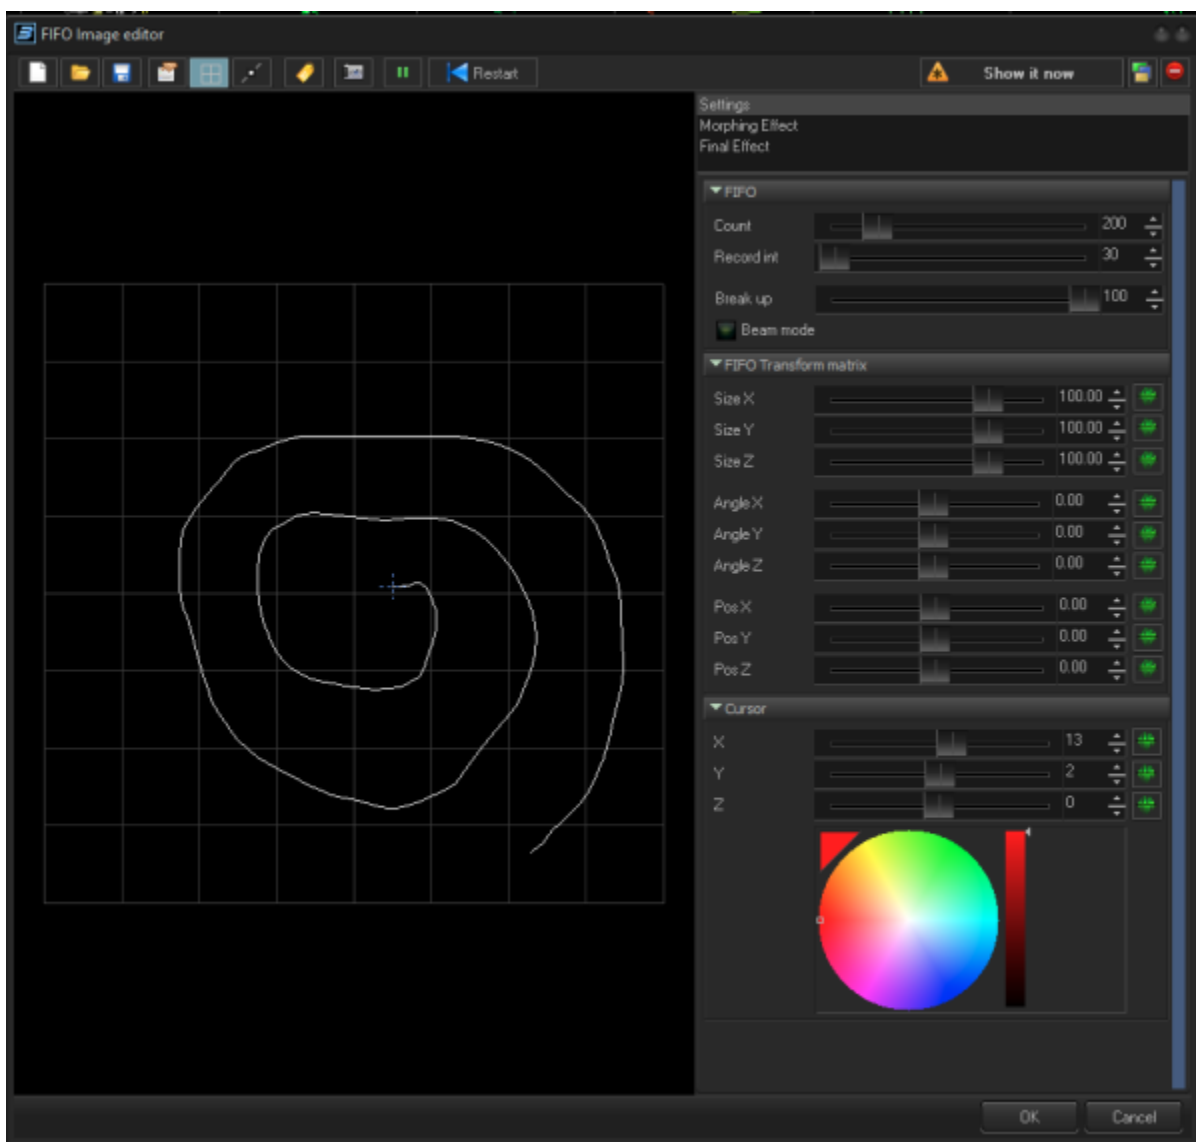 FIFO Image editor
Restart
Show it now
Settings
Morphing Effect
Final Effect
FIFO
Count 200
Record int 30
Break up 100
Beam mode
FIFO Transform matrix
Size X 100.00
Size Y 100.00
Size Z 100.00
Angle X 0.00
Angle Y 0.00
Angle Z 0.00
Pos X 0.00
Pos Y 0.00
Pos Z 0.00
Cursor
X 13
Y 2
Z 0
OK Cancel